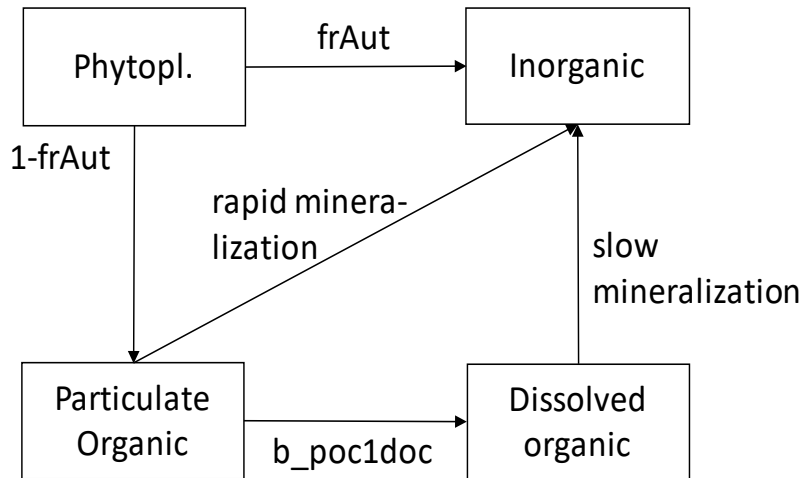 frAut
Phytopl.
Inorganic
1-frAut
rapid minera-
lization
slow
mineralization
Particulate
Organic
Dissolved
organic
b_poc1doc